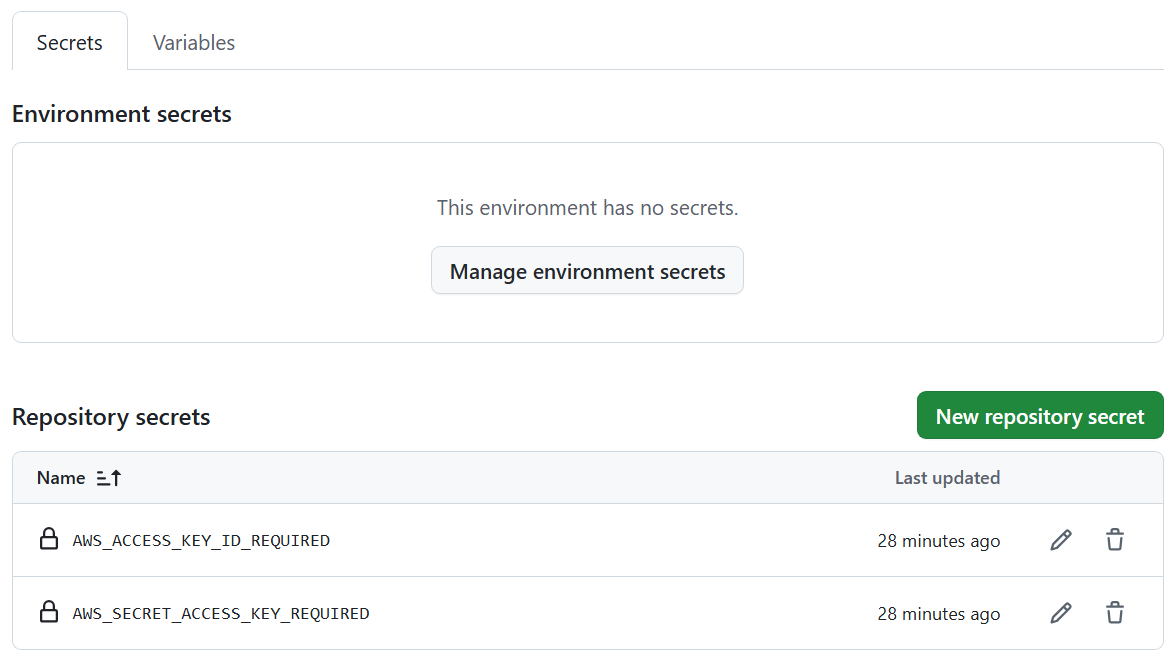 Secrets Variables
Environment secrets
This environment has no secrets.
Manage environment secrets
Repository secrets New repository secret
Name Last updated
AWS_ACCESS_KEY_ID_REQUIRED 28 minutes ago
AWS_SECRET_ACCESS_KEY_REQUIRED 28 minutes ago